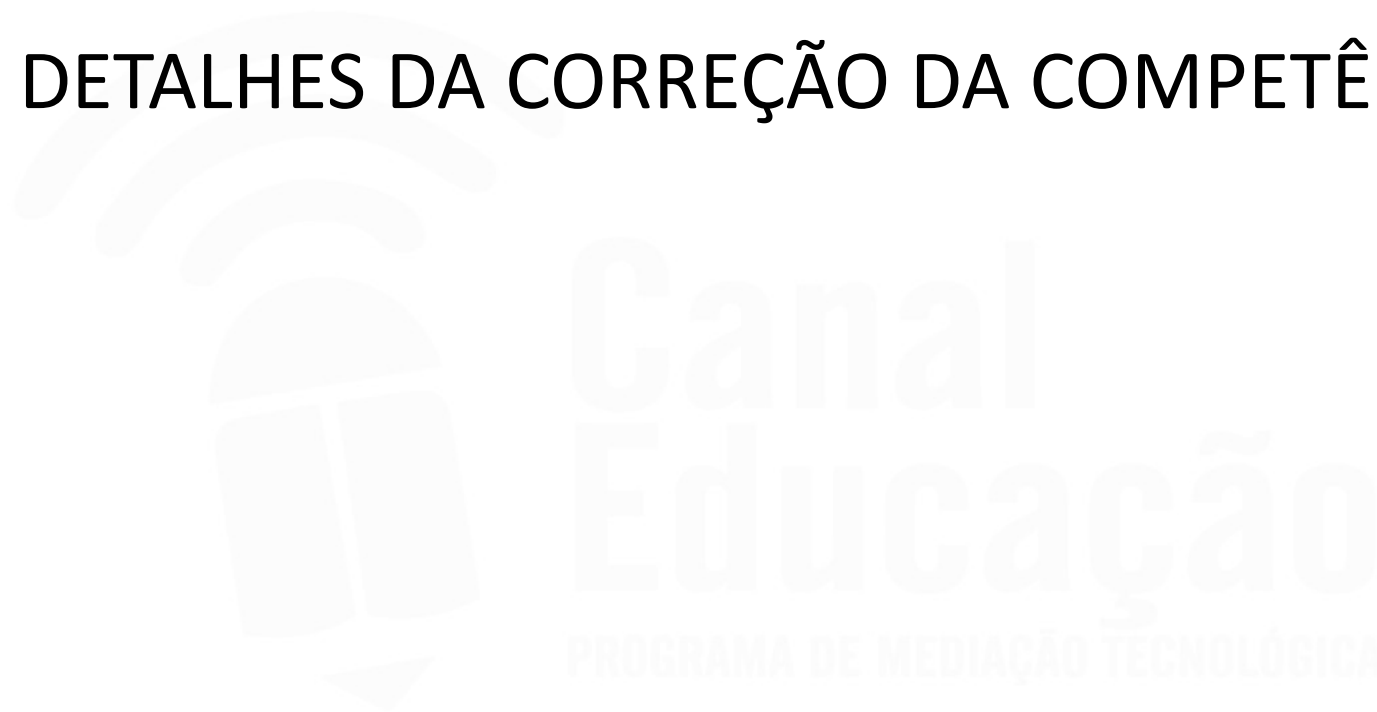 DETALHES DA CORREÇÃO DA COMPETÊ
Canal
Educação
PROGRAMA DE MEDIAÇÃO TECNOLÓGICA